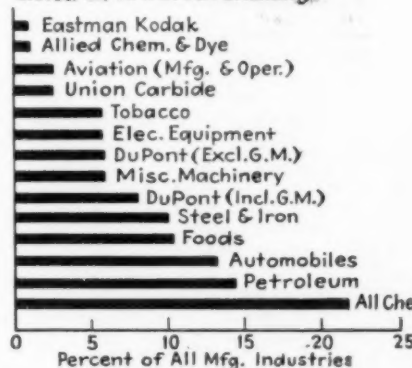 Eastman Kodak
Allied Chem. & Dye
Aviation (Mfg. & Oper.)
Union Carbide
Tobacco
Elec. Equipment
DuPont (Excl.G.M.)
Misc. Machinery
DuPont (Incl.G.M.)
Steel & Iron
Foods
Automobiles
Petroleum
All Che
0 5 10 20 25
Percent of All Mfg. Industries